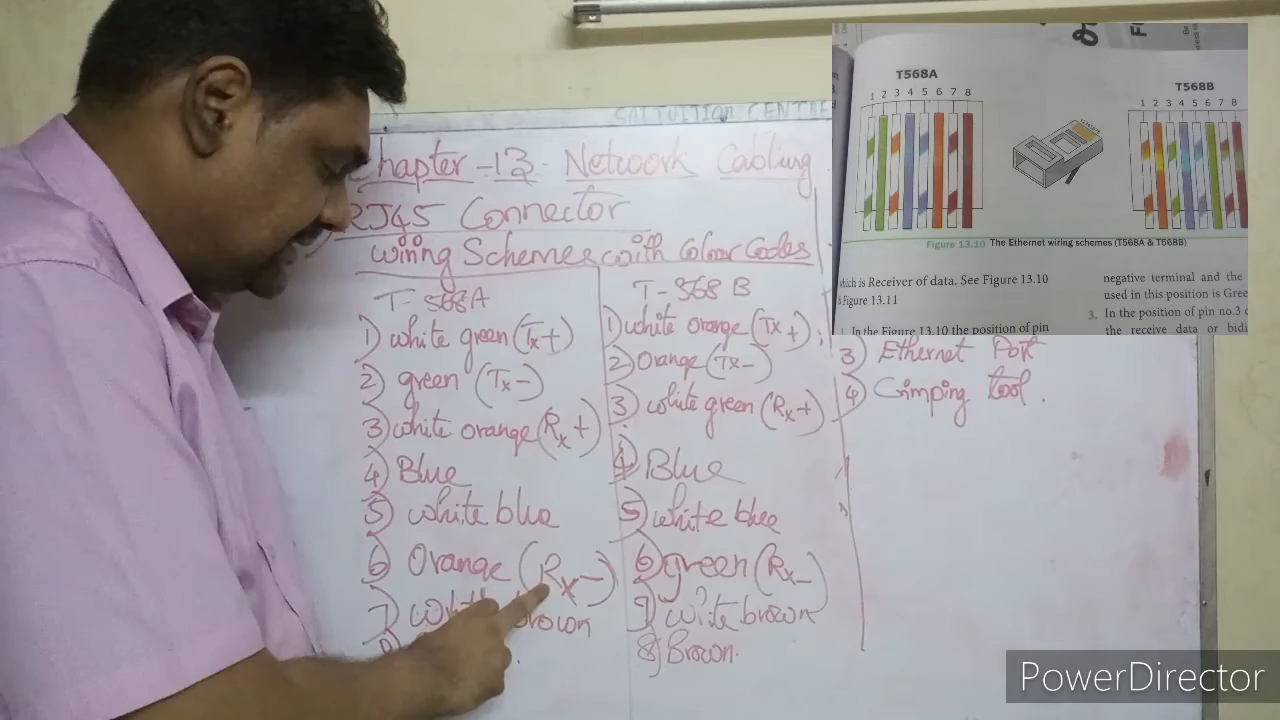 TUITION CENTRE
Chapter -13 - Network Cabling
RJ45 Connector
wiring Schemes with Colour Codes
T-568A
1) white green (Tx+)
2) green (Tx-)
3) white orange (Rx+)
4) Blue
5) white blue
6) Orange (Rx-)
7) white brown
8)
T-568B
1) white orange (Tx+)
2) Orange (Tx-)
3) white green (Rx+)
4) Blue
5) white blue
6) green (Rx-)
7) wite brown
8) Brown.
3) Ethernet Port
4) Crimping tool.
T568A
1 2 3 4 5 6 7 8
T568B
1 2 3 4 5 6 7 8
Figure 13.10 The Ethernet wiring schemes (T568A & T568B)
which is Receiver of data. See Figure 13.10
Figure 13.11
1. In the Figure 13.10 the position of pin
negative terminal and the
used in this position is Gree
3. In the position of pin no.3
the receive data or bidi
PowerDirector